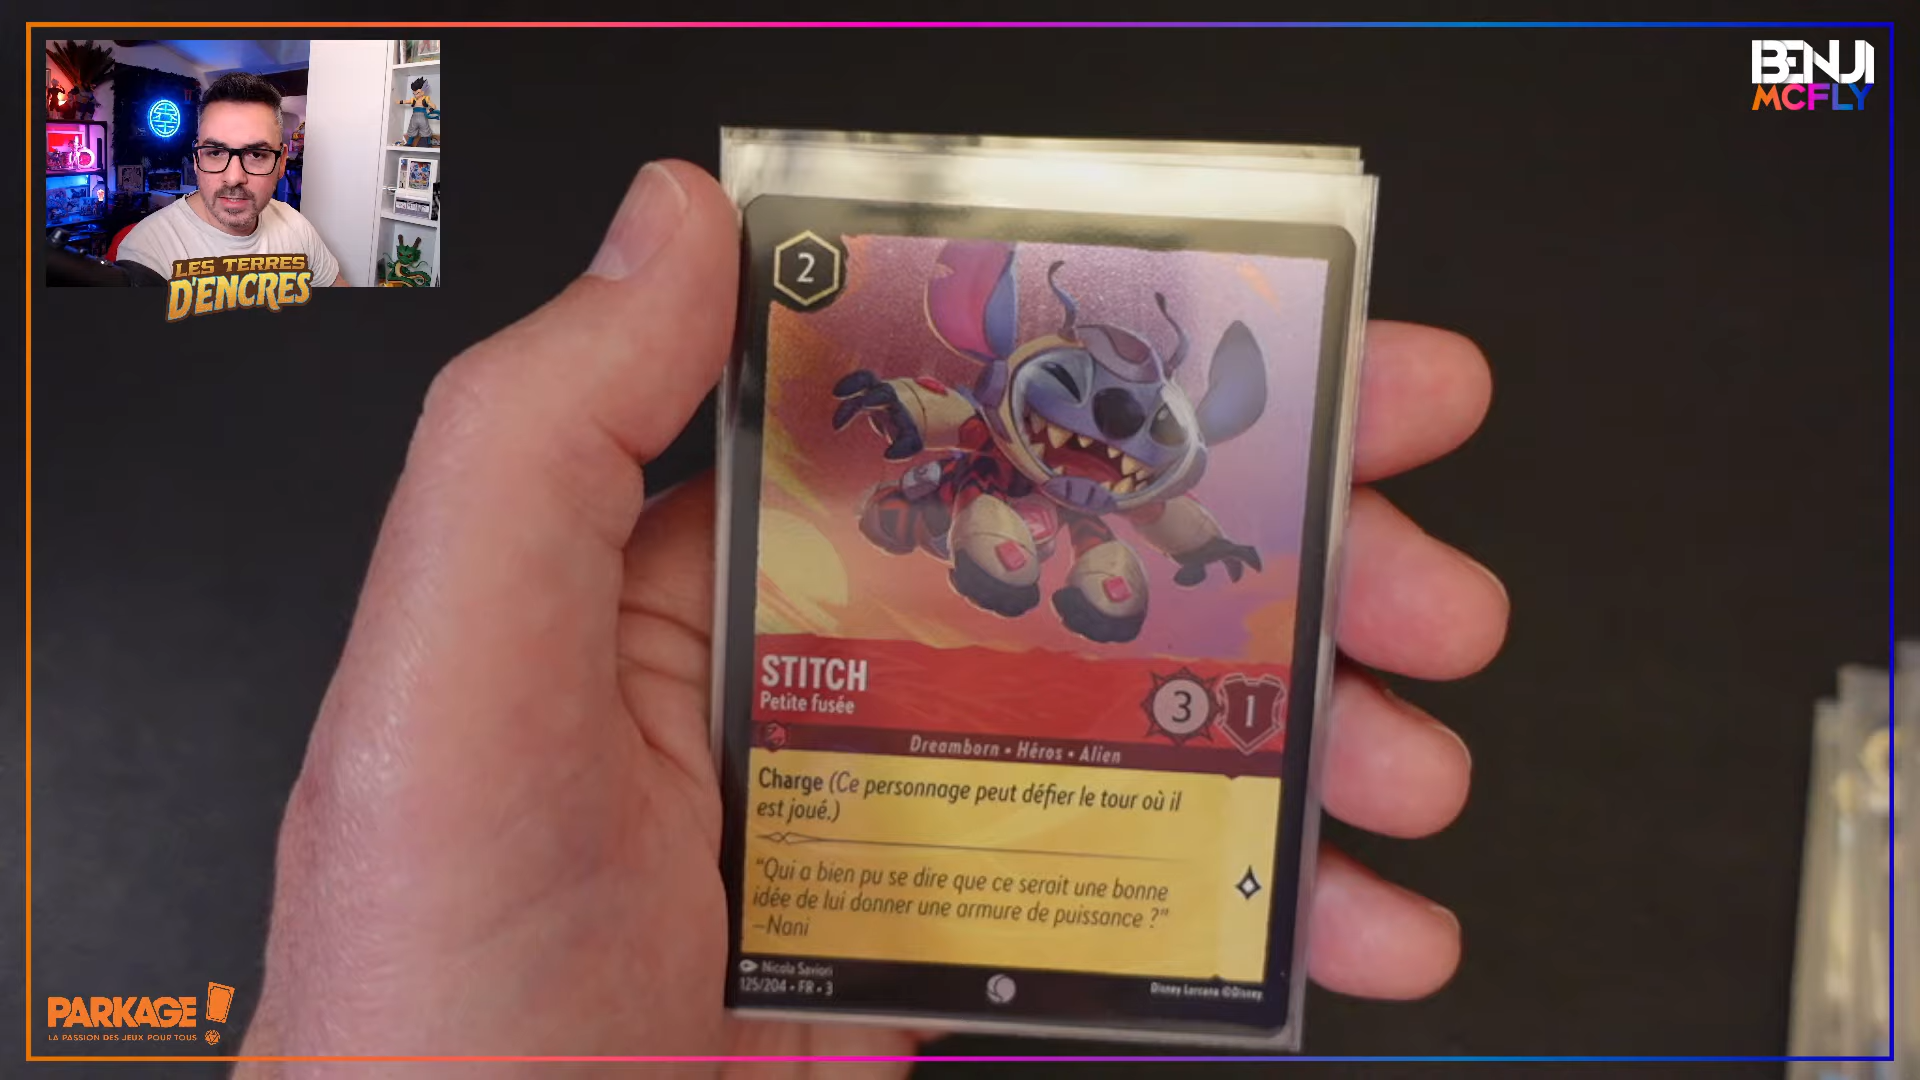 BENJI
MCFLY
LES TERRES
D'ENCRES
2
STITCH
Petite fusée
3
1
Dreamborn • Héros • Alien
Charge (Ce personnage peut défier le tour où il
est joué.)
"Qui a bien pu se dire que ce serait une bonne
idée de lui donner une armure de puissance ?"
–Nani
Nicola Saviori
125/204 • FR • 3
Disney Lorcana ©Disney
PARKAGE
LA PASSION DES JEUX POUR TOUS